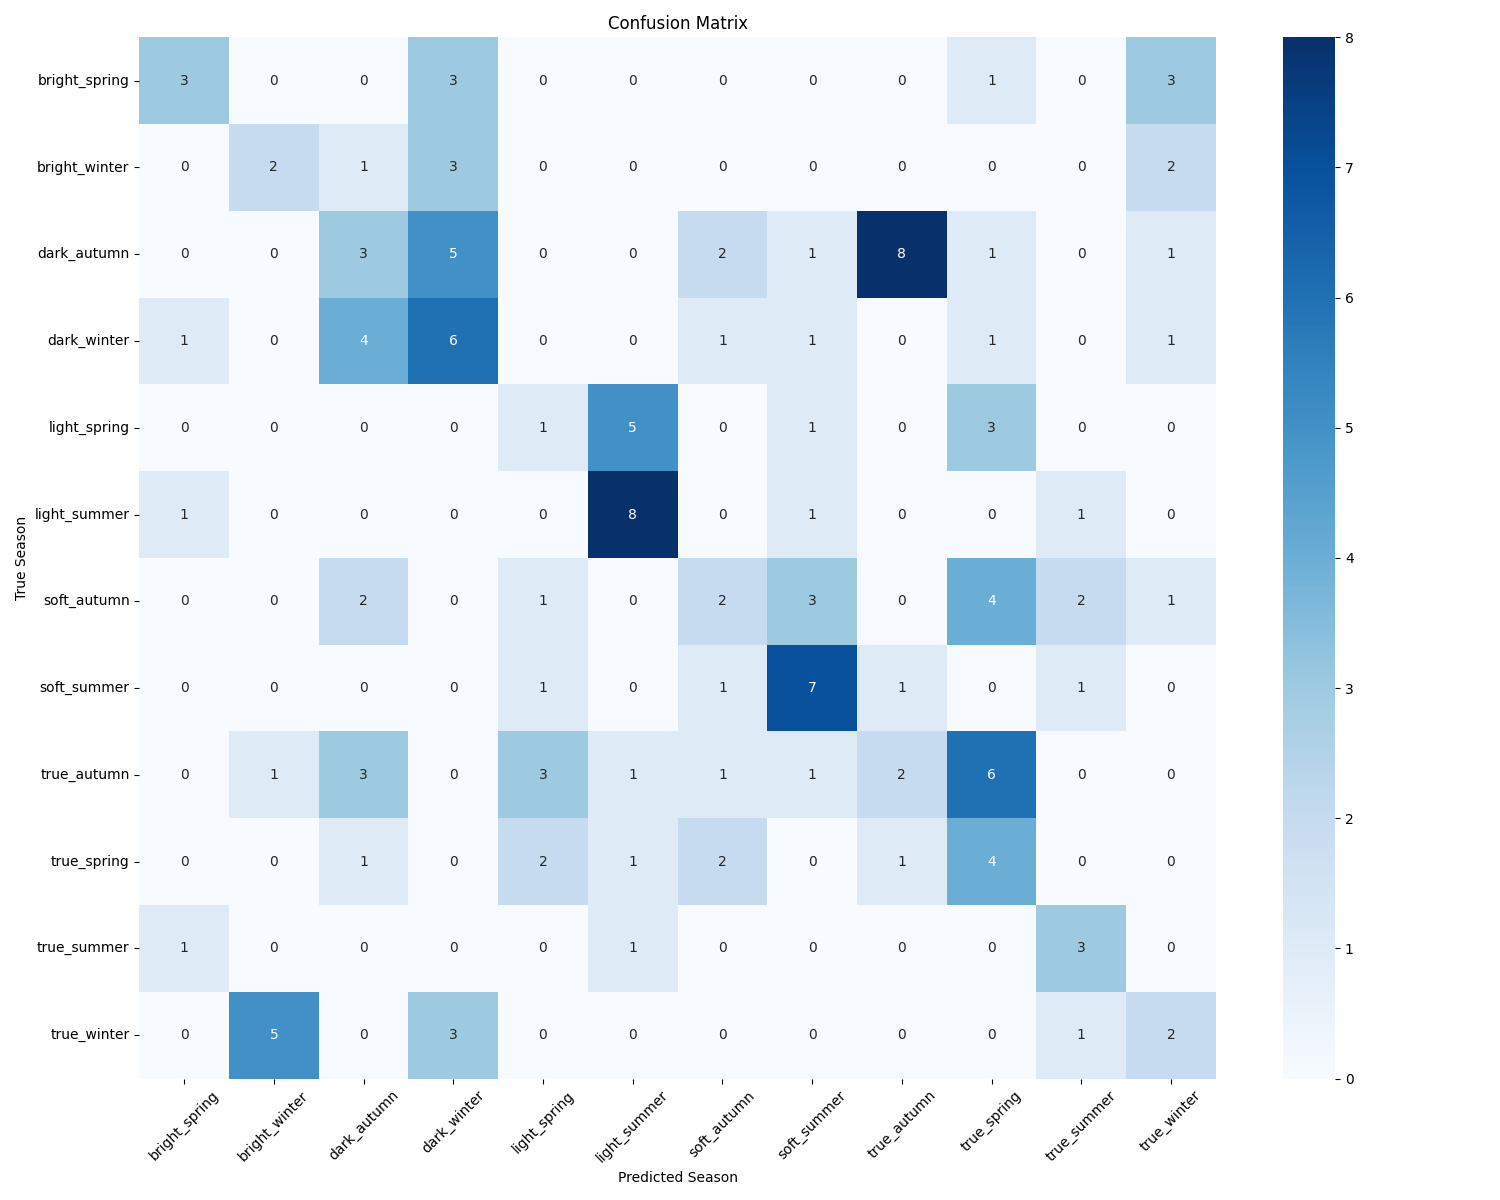 Confusion Matrix
True Season
bright_spring 3 0 0 3 0 0 0 0 0 1 0 3
bright_winter 0 2 1 3 0 0 0 0 0 0 0 2
dark_autumn 0 0 3 5 0 0 2 1 8 1 0 1
dark_winter 1 0 4 6 0 0 1 1 0 1 0 1
light_spring 0 0 0 0 1 5 0 1 0 3 0 0
light_summer 1 0 0 0 0 8 0 1 0 0 1 0
soft_autumn 0 0 2 0 1 0 2 3 0 4 2 1
soft_summer 0 0 0 0 1 0 1 7 1 0 1 0
true_autumn 0 1 3 0 3 1 1 1 2 6 0 0
true_spring 0 0 1 0 2 1 2 0 1 4 0 0
true_summer 1 0 0 0 0 1 0 0 0 0 3 0
true_winter 0 5 0 3 0 0 0 0 0 0 1 2
bright_spring bright_winter dark_autumn dark_winter light_spring light_summer soft_autumn soft_summer true_autumn true_spring true_summer true_winter
Predicted Season
8
7
6
5
4
3
2
1
0